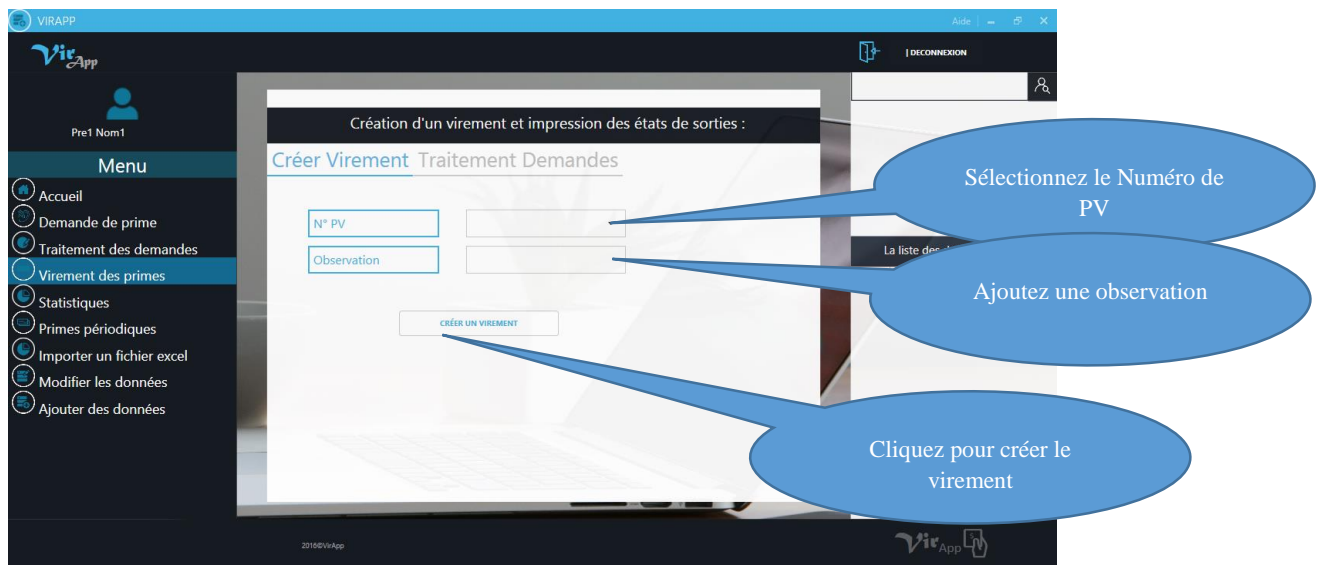 VIRAPP
Aide
VirApp
| DECONNEXION
Pre1 Nom1
Menu
Accueil
Demande de prime
Traitement des demandes
Virement des primes
Statistiques
Primes périodiques
Importer un fichier excel
Modifier les données
Ajouter des données
Création d'un virement et impression des états de sorties :
Créer Virement Traitement Demandes
N° PV
Observation
CRÉER UN VIREMENT
Sélectionnez le Numéro de
PV
La liste des
Ajoutez une observation
Cliquez pour créer le
virement
2016©VirApp
VirApp